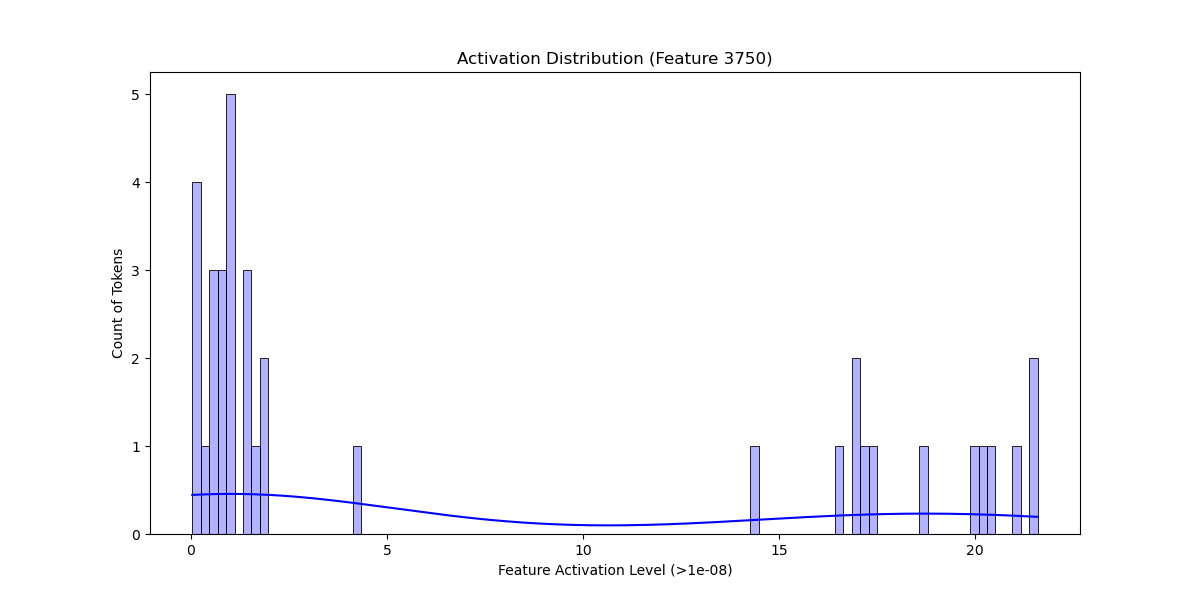 Activation Distribution (Feature 3750)
Count of Tokens
5
4
3
2
1
0
0 5 10 15 20
Feature Activation Level (>1e-08)